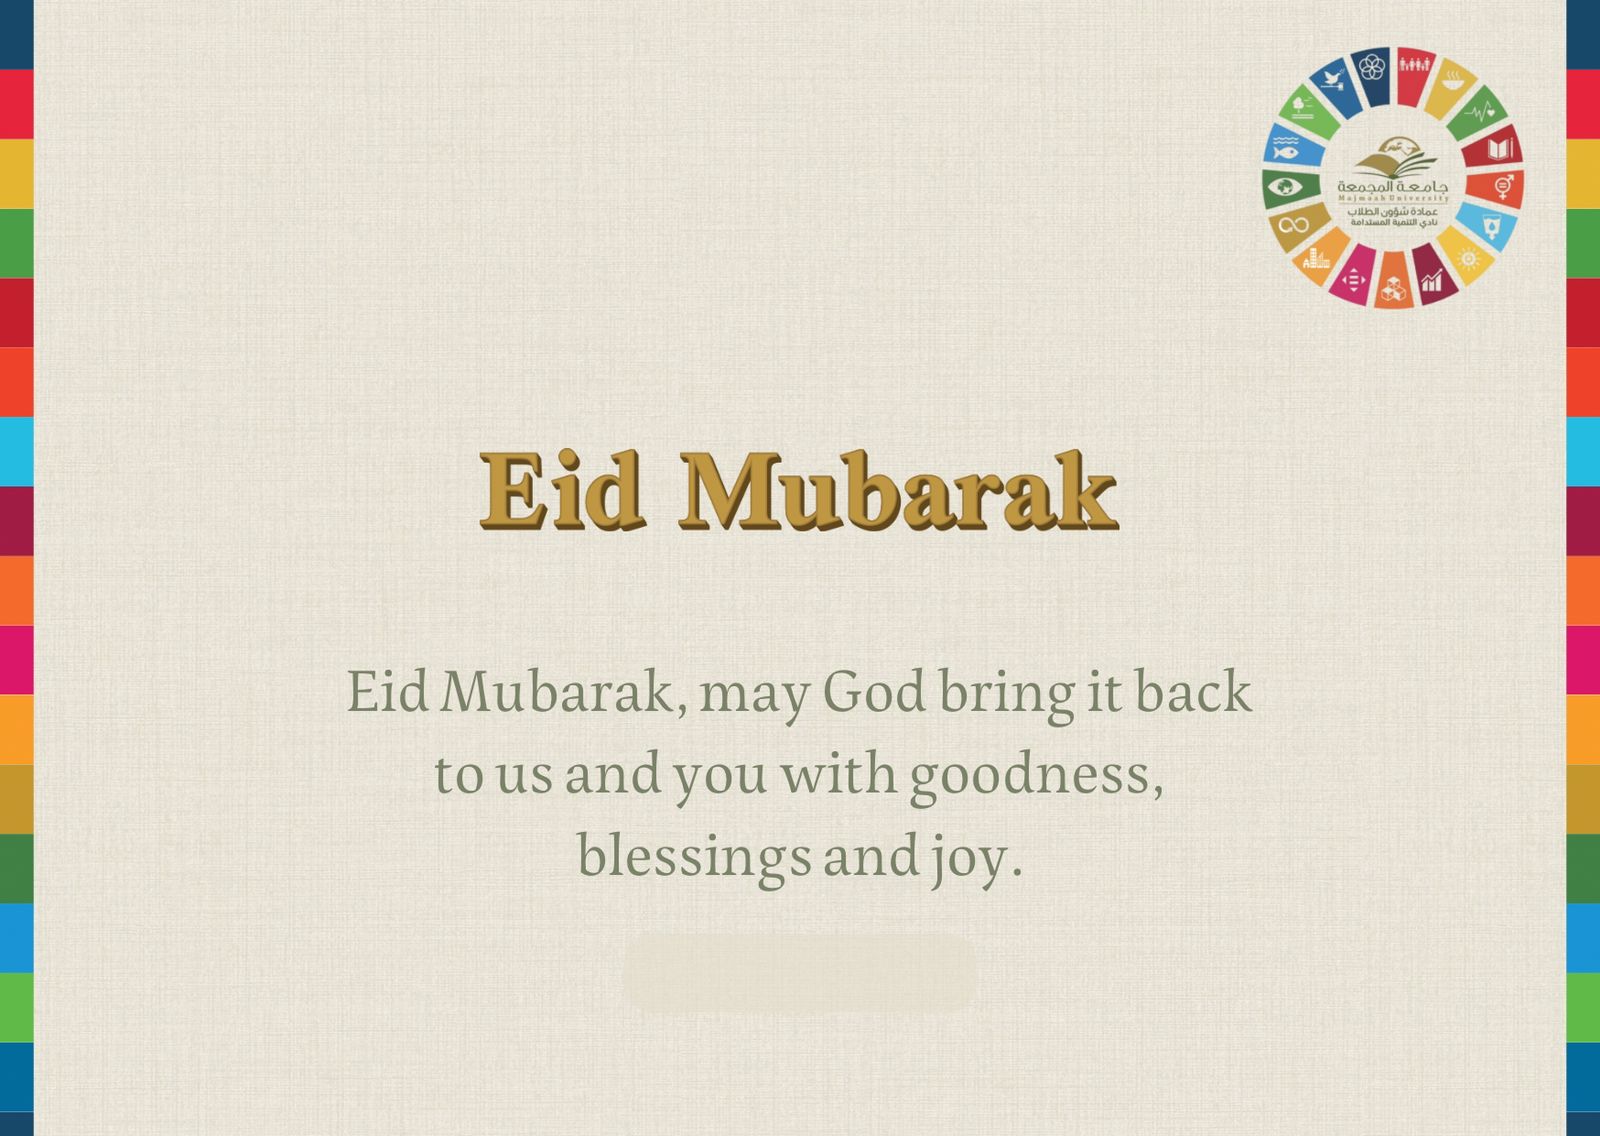 جامعة المجمعة
Majmaah University
عمادة شؤون الطلاب
نادي التنمية المستدامة
Eid Mubarak
Eid Mubarak, may God bring it back
to us and you with goodness,
blessings and joy.